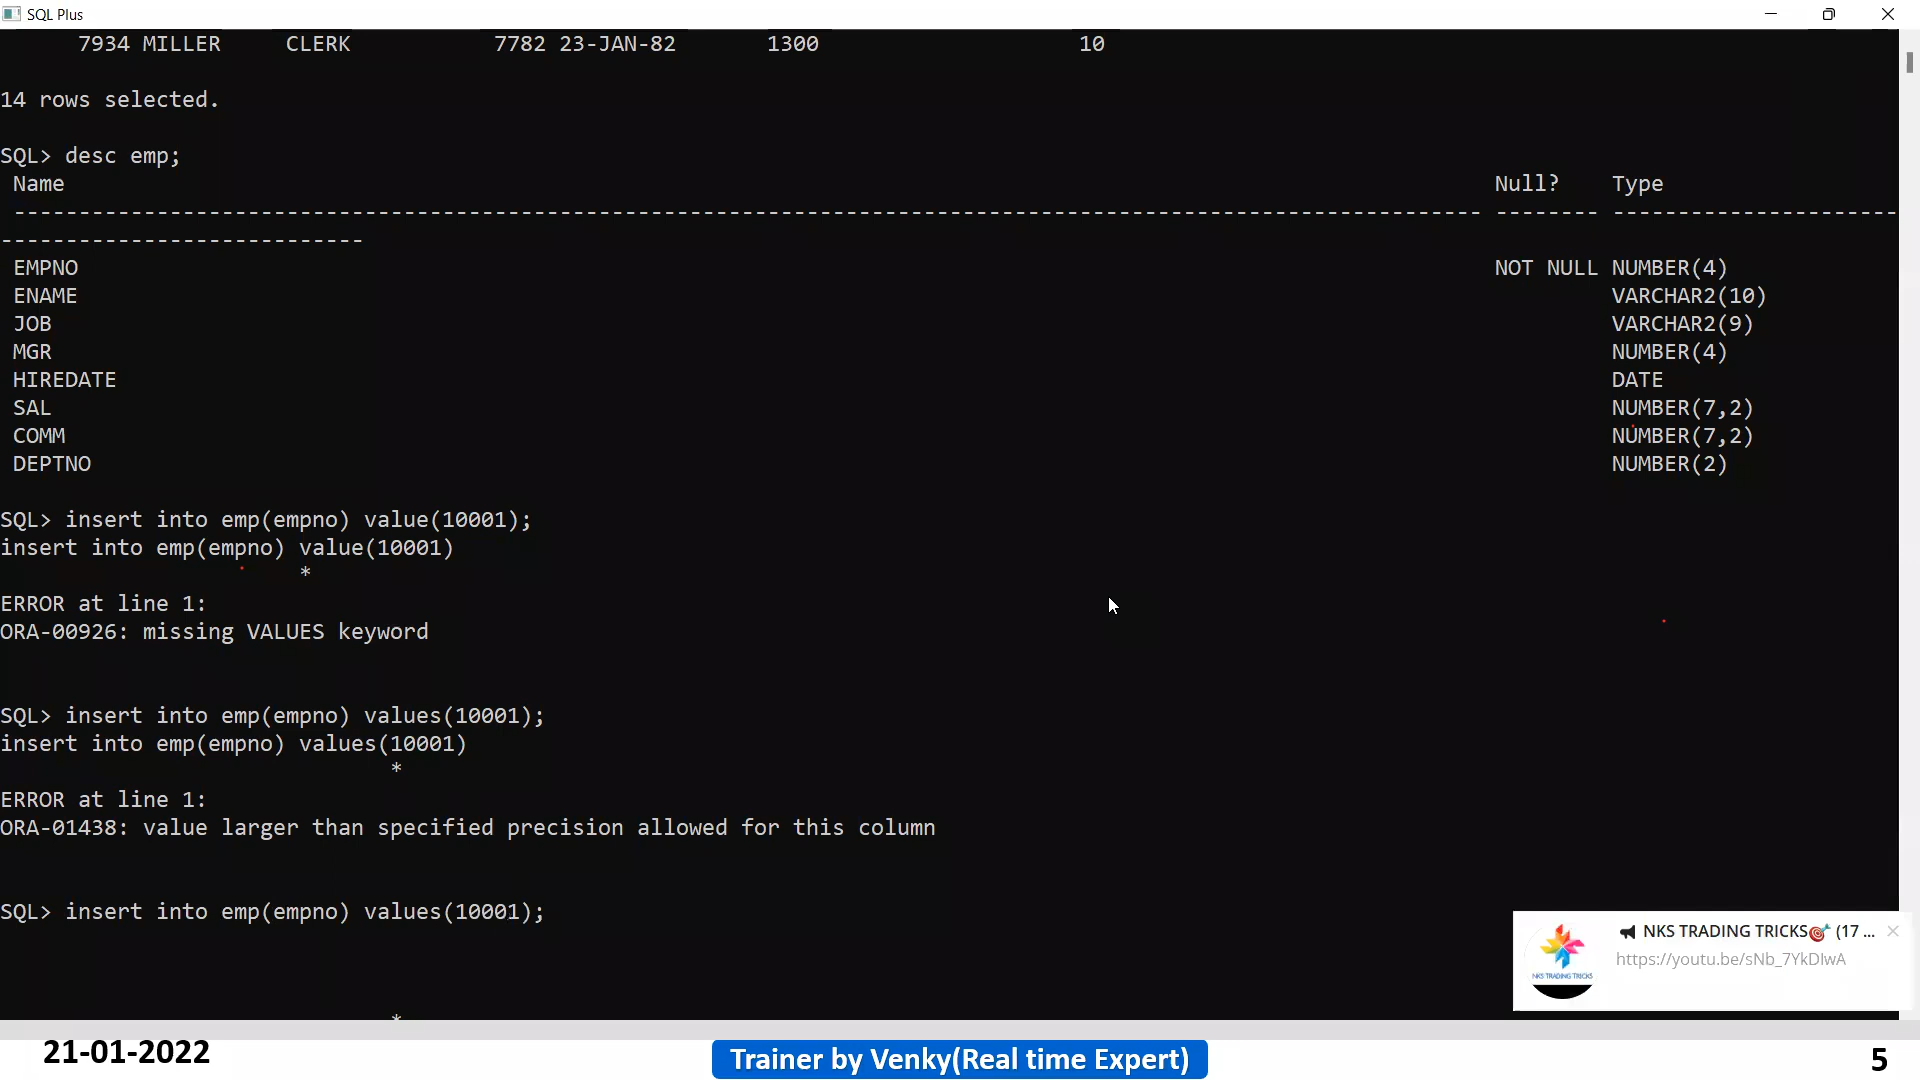 SQL Plus
7934 MILLER CLERK 7782 23-JAN-82 1300 10
14 rows selected.
SQL> desc emp;
Name Null? Type
----------------------------------------------------------------------------------------------------------------- -------- ----------------------
----------------------------
EMPNO NOT NULL NUMBER(4)
ENAME VARCHAR2(10)
JOB VARCHAR2(9)
MGR NUMBER(4)
HIREDATE DATE
SAL NUMBER(7,2)
COMM NUMBER(7,2)
DEPTNO NUMBER(2)
SQL> insert into emp(empno) value(10001);
insert into emp(empno) value(10001)
*
ERROR at line 1:
ORA-00926: missing VALUES keyword
SQL> insert into emp(empno) values(10001);
insert into emp(empno) values(10001)
*
ERROR at line 1:
ORA-01438: value larger than specified precision allowed for this column
SQL> insert into emp(empno) values(10001);
*
NKS TRADING TRICKS🎯 (17 ...
https://youtu.be/sNb_7YkDIwA
NKS TRADING TRICKS
21-01-2022
Trainer by Venky(Real time Expert)
5